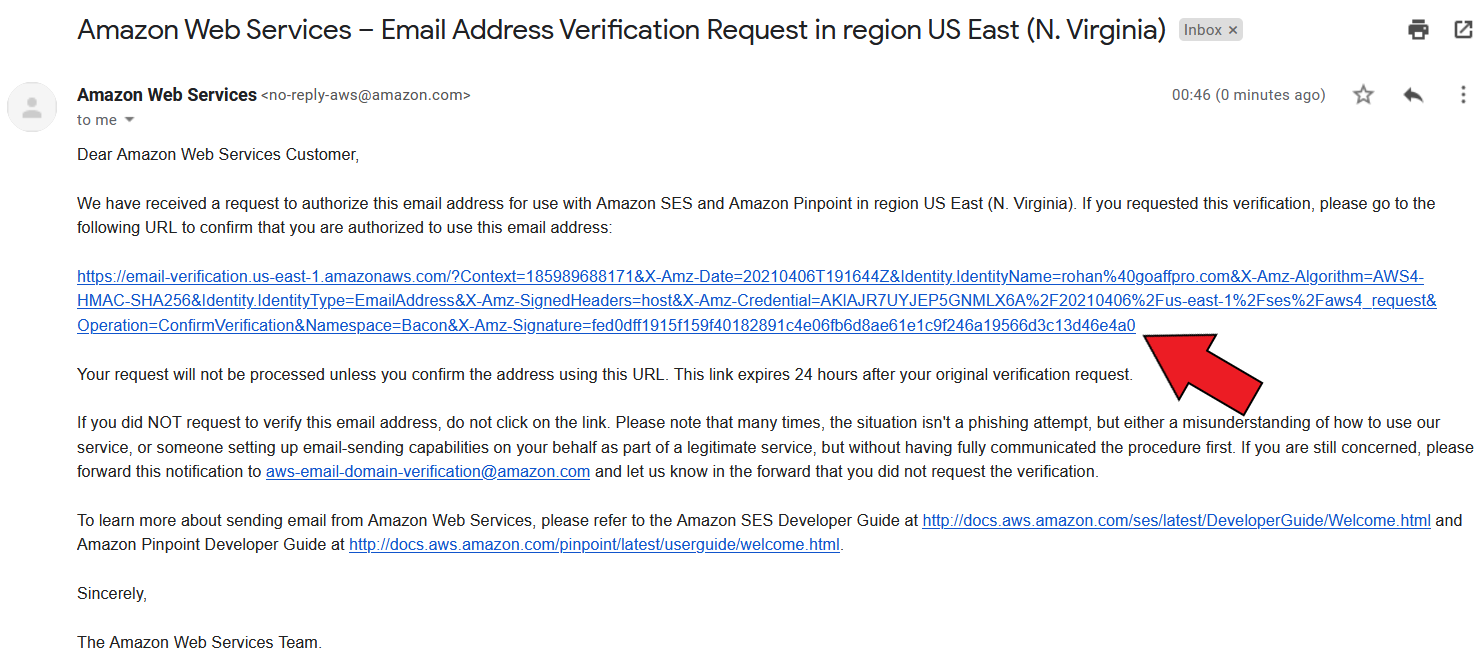 Amazon Web Services – Email Address Verification Request in region US East (N. Virginia) Inbox ×
Amazon Web Services <no-reply-aws@amazon.com> 00:46 (0 minutes ago)
to me
Dear Amazon Web Services Customer,
We have received a request to authorize this email address for use with Amazon SES and Amazon Pinpoint in region US East (N. Virginia). If you requested this verification, please go to the
following URL to confirm that you are authorized to use this email address:
https://email-verification.us-east-1.amazonaws.com/?Context=185989688171&X-Amz-Date=20210406T191644Z&Identity.IdentityName=rohan%40goaffpro.com&X-Amz-Algorithm=AWS4-
HMAC-SHA256&Identity.IdentityType=EmailAddress&X-Amz-SignedHeaders=host&X-Amz-Credential=AKIAJR7UYJEP5GNMLX6A%2F20210406%2Fus-east-1%2Fses%2Faws4_request&
Operation=ConfirmVerification&Namespace=Bacon&X-Amz-Signature=fed0dff1915f159f40182891c4e06fb6d8ae61e1c9f246a19566d3c13d46e4a0
Your request will not be processed unless you confirm the address using this URL. This link expires 24 hours after your original verification request.
If you did NOT request to verify this email address, do not click on the link. Please note that many times, the situation isn't a phishing attempt, but either a misunderstanding of how to use our
service, or someone setting up email-sending capabilities on your behalf as part of a legitimate service, but without having fully communicated the procedure first. If you are still concerned, please
forward this notification to aws-email-domain-verification@amazon.com and let us know in the forward that you did not request the verification.
To learn more about sending email from Amazon Web Services, please refer to the Amazon SES Developer Guide at http://docs.aws.amazon.com/ses/latest/DeveloperGuide/Welcome.html and
Amazon Pinpoint Developer Guide at http://docs.aws.amazon.com/pinpoint/latest/userguide/welcome.html.
Sincerely,
The Amazon Web Services Team.